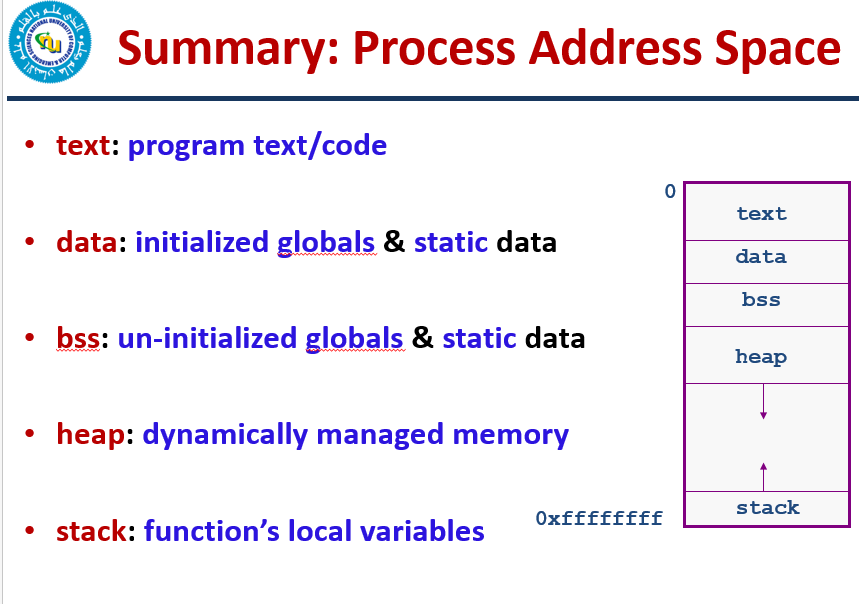 Summary: Process Address Space
• text: program text/code
• data: initialized globals & static data
• bss: un-initialized globals & static data
• heap: dynamically managed memory
• stack: function's local variables
0
text
data
bss
heap
stack
0xffffffff